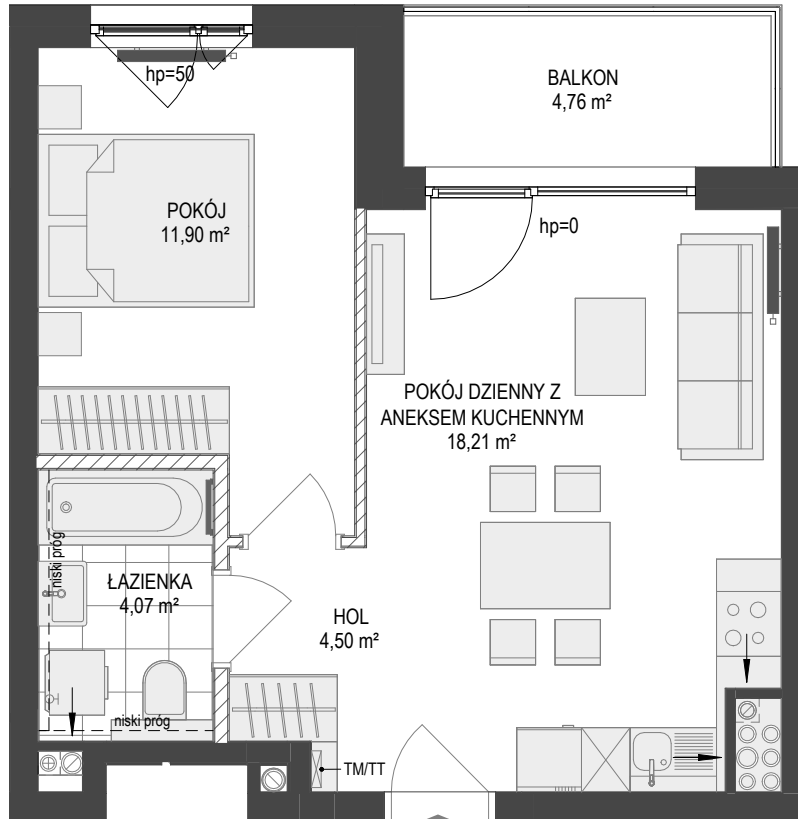 hp=50
BALKON
4,76 m²
POKÓJ
11,90 m²
hp=0
POKÓJ DZIENNY Z
ANEKSEM KUCHENNYM
18,21 m²
niski próg
ŁAZIENKA
4,07 m²
HOL
4,50 m²
niski próg
TM/TT